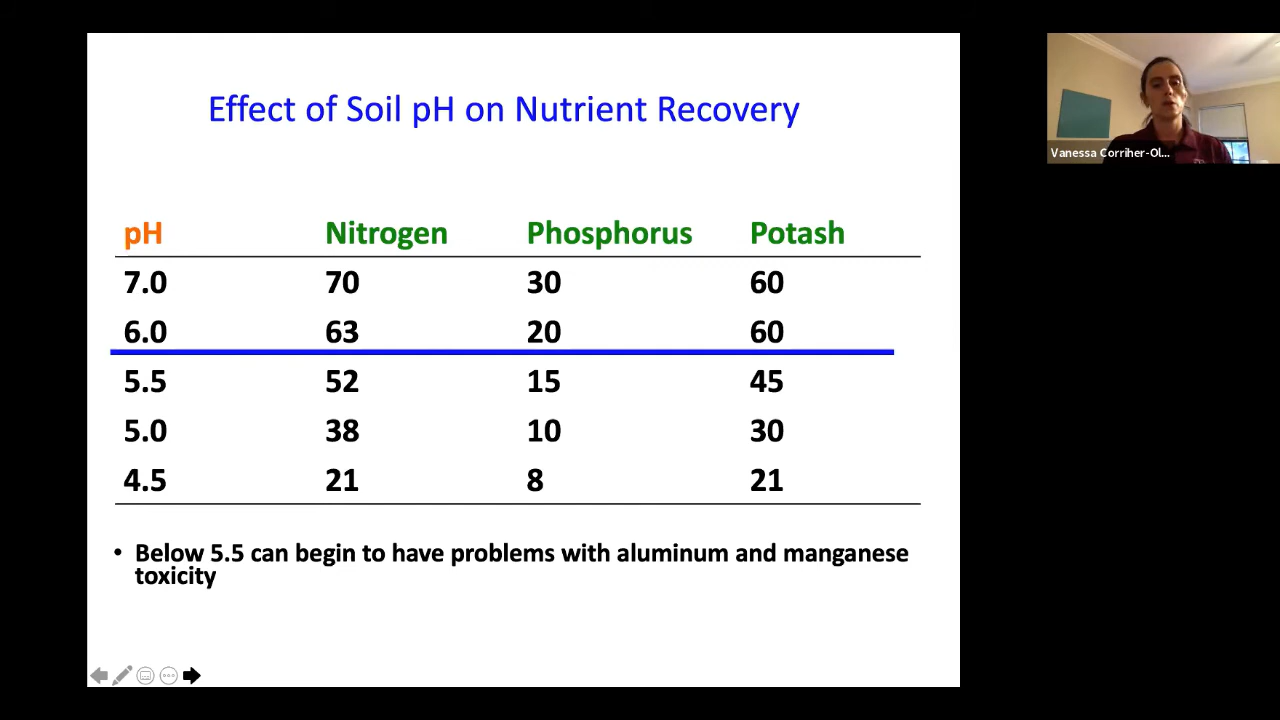 Effect of Soil pH on Nutrient Recovery
Vanessa Corriher-Ol...
pH Nitrogen Phosphorus Potash
7.0 70 30 60
6.0 63 20 60
5.5 52 15 45
5.0 38 10 30
4.5 21 8 21
• Below 5.5 can begin to have problems with aluminum and manganese
toxicity